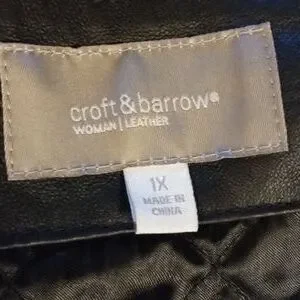 croft&barrow®
WOMAN | LEATHER
1X
MADE IN
CHINA